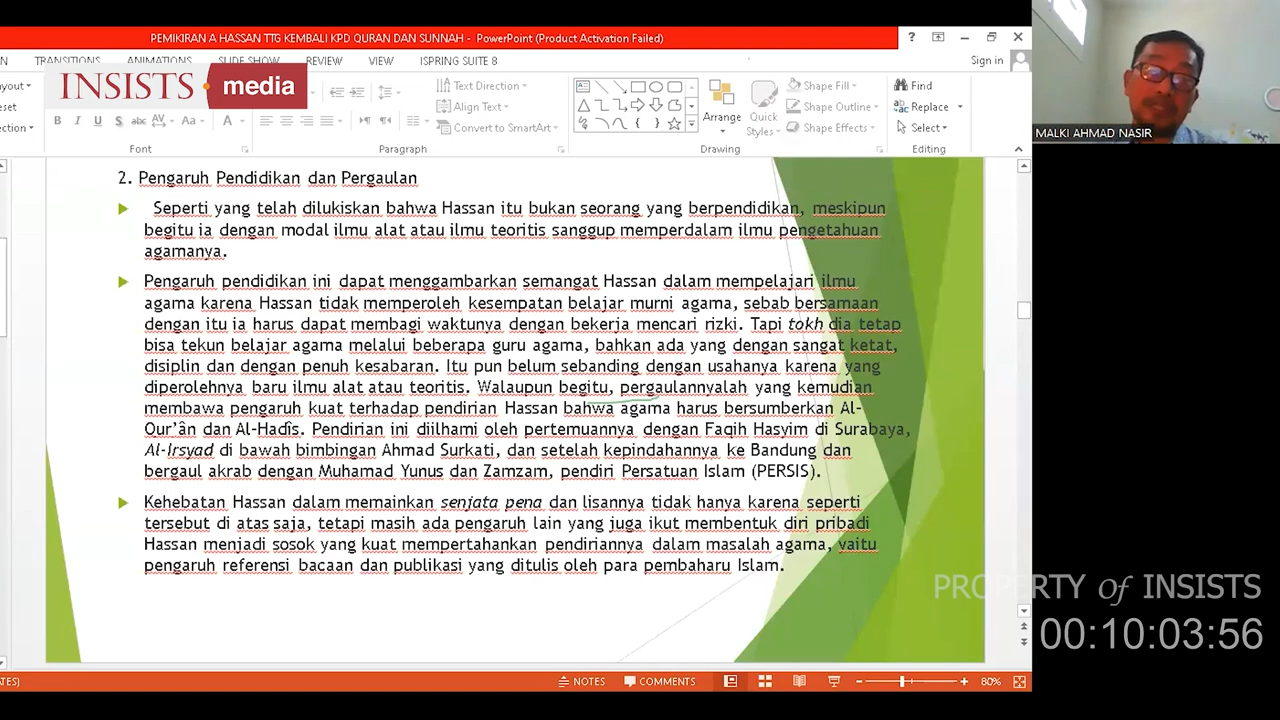 PEMIKIRAN A HASSAN TTG KEMBALI KPD QURAN DAN SUNNAH - PowerPoint (Product Activation Failed)
TRANSITIONS ANIMATIONS SLIDE SHOW REVIEW VIEW ISPRING SUITE 8 Sign in
INSISTS media
Text Direction
Align Text
Convert to SmartArt
Arrange
Quick Styles
Shape Fill
Shape Outline
Shape Effects
Find
Replace
Select
Font Paragraph Drawing Editing
MALKI AHMAD NASIR
2. Pengaruh Pendidikan dan Pergaulan
Seperti yang telah dilukiskan bahwa Hassan itu bukan seorang yang berpendidikan, meskipun
begitu ia dengan modal ilmu alat atau ilmu teoritis sanggup memperdalam ilmu pengetahuan
agamanya.
Pengaruh pendidikan ini dapat menggambarkan semangat Hassan dalam mempelajari ilmu
agama karena Hassan tidak memperoleh kesempatan belajar murni agama, sebab bersamaan
dengan itu ia harus dapat membagi waktunya dengan bekerja mencari rizki. Tapi tokh dia tetap
bisa tekun belajar agama melalui beberapa guru agama, bahkan ada yang dengan sangat ketat,
disiplin dan dengan penuh kesabaran. Itu pun belum sebanding dengan usahanya karena yang
diperolehnya baru ilmu alat atau teoritis. Walaupun begitu, pergaulannyalah yang kemudian
membawa pengaruh kuat terhadap pendirian Hassan bahwa agama harus bersumberkan Al-
Qur'ân dan Al-Hadîs. Pendirian ini diilhami oleh pertemuannya dengan Faqih Hasyim di Surabaya,
Al-Irsyad di bawah bimbingan Ahmad Surkati, dan setelah kepindahannya ke Bandung dan
bergaul akrab dengan Muhamad Yunus dan Zamzam, pendiri Persatuan Islam (PERSIS).
Kehebatan Hassan dalam memainkan senjata pena dan lisannya tidak hanya karena seperti
tersebut di atas saja, tetapi masih ada pengaruh lain yang juga ikut membentuk diri pribadi
Hassan menjadi sosok yang kuat mempertahankan pendiriannya dalam masalah agama, yaitu
pengaruh referensi bacaan dan publikasi yang ditulis oleh para pembaharu Islam.
PROPERTY of INSISTS
00:10:03:56
NOTES COMMENTS 80%